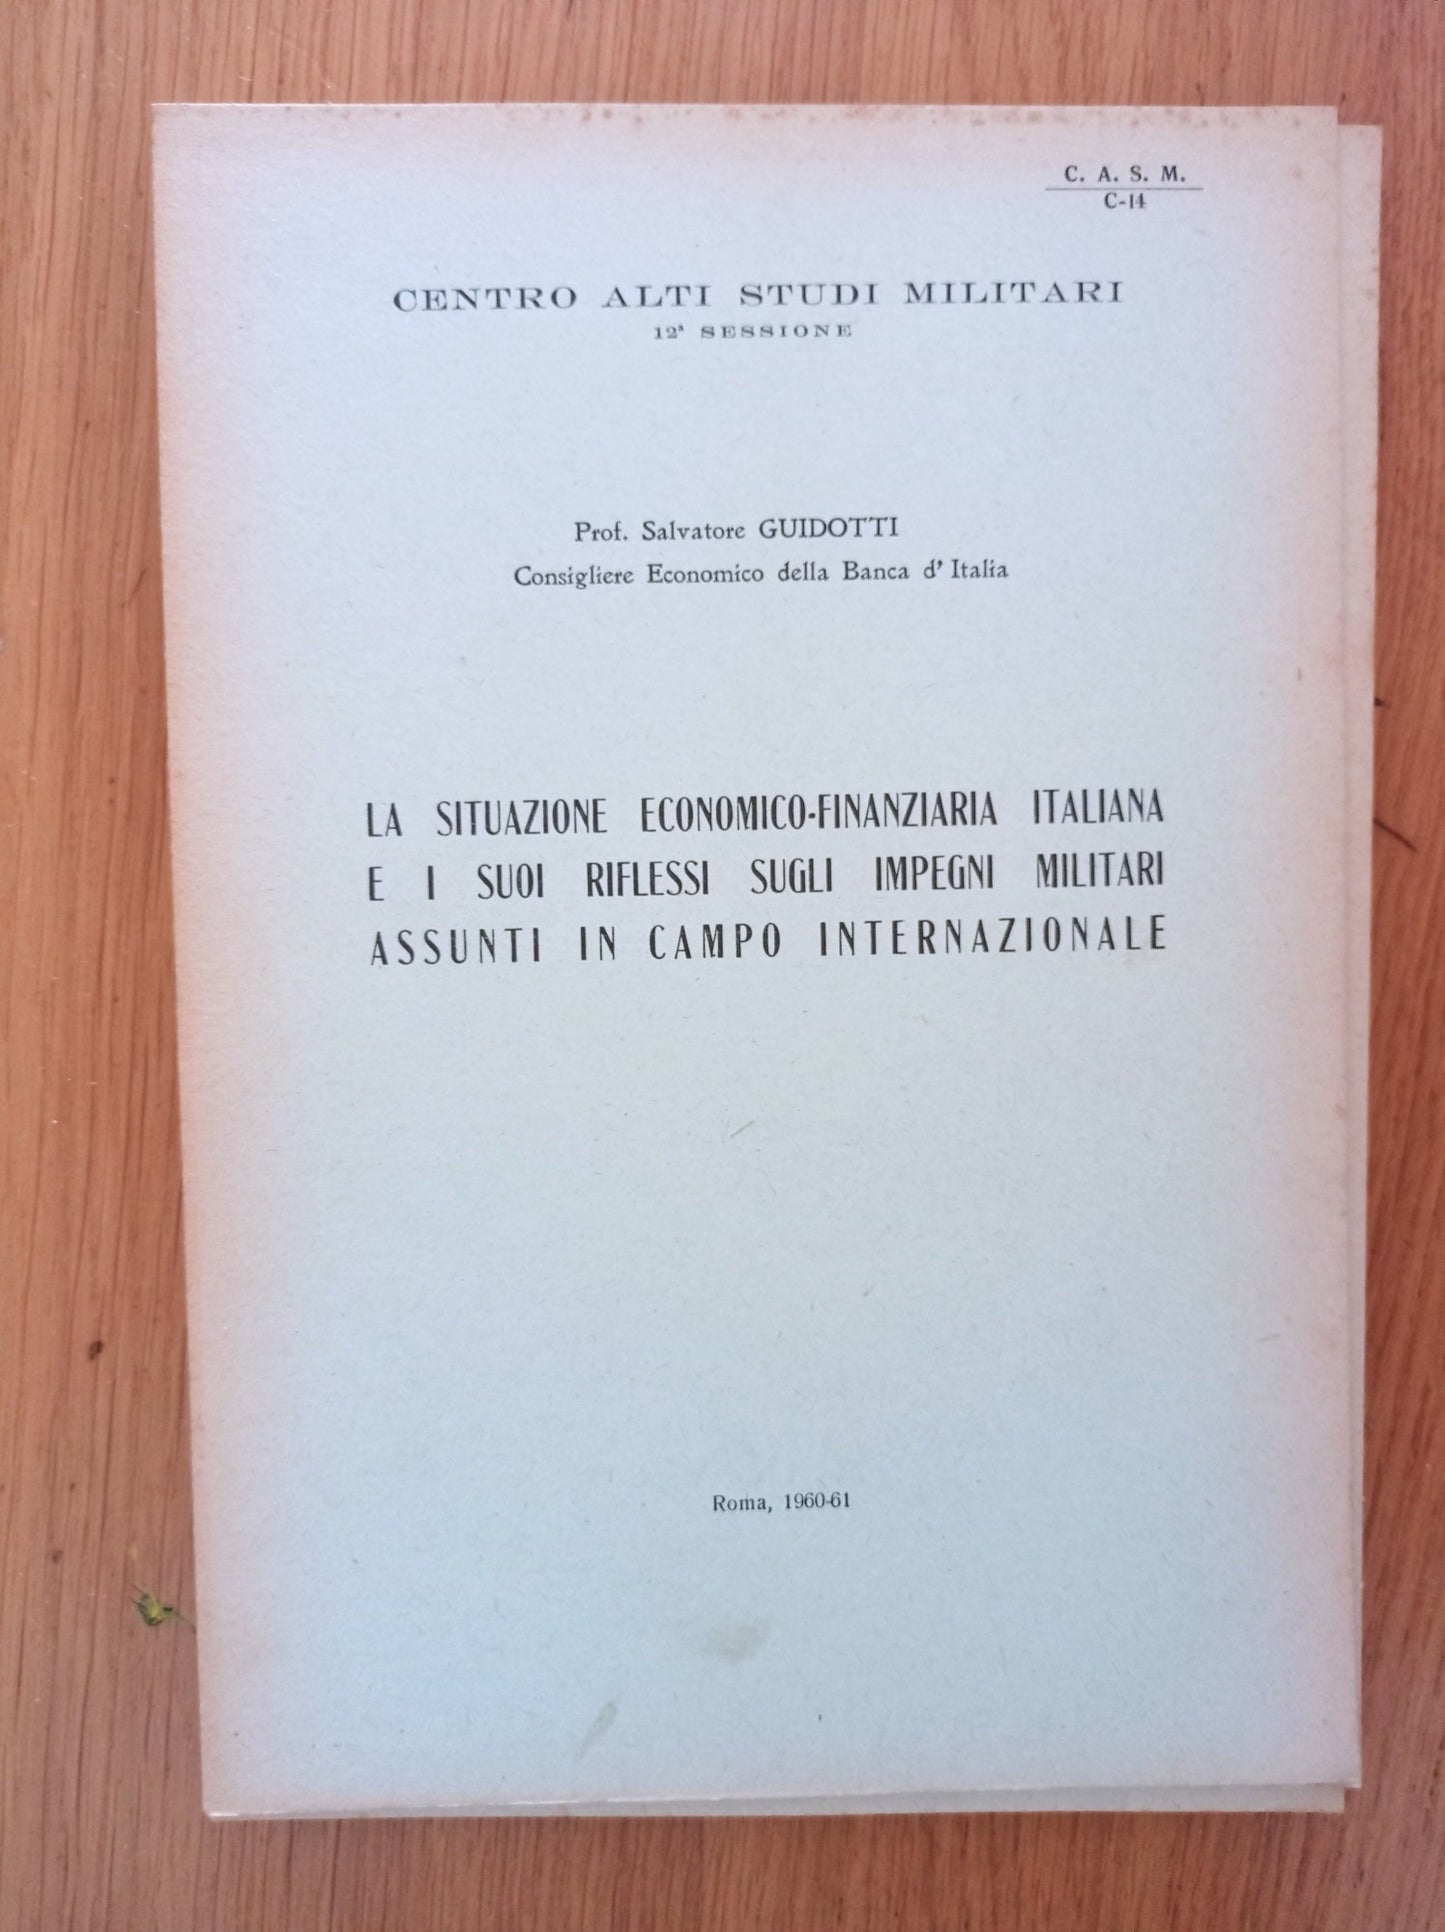 C. A. S. M.
C-14
CENTRO ALTI STUDI MILITARI
12ª SESSIONE
Prof. Salvatore GUIDOTTI
Consigliere Economico della Banca d' Italia
LA SITUAZIONE ECONOMICO-FINANZIARIA ITALIANA
E I SUOI RIFLESSI SUGLI IMPEGNI MILITARI
ASSUNTI IN CAMPO INTERNAZIONALE
Roma, 1960-61